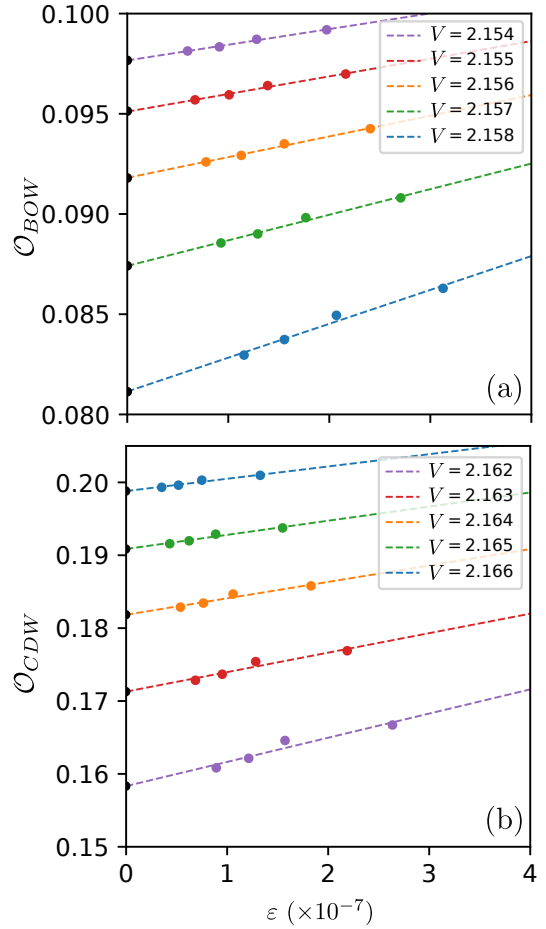 0.100
0.095
0.090
0.085
0.080
𝒪_BOW
V = 2.154
V = 2.155
V = 2.156
V = 2.157
V = 2.158
(a)
0.20
0.19
0.18
0.17
0.16
0.15
𝒪_CDW
V = 2.162
V = 2.163
V = 2.164
V = 2.165
V = 2.166
(b)
0 1 2 3 4
ε (×10⁻⁷)